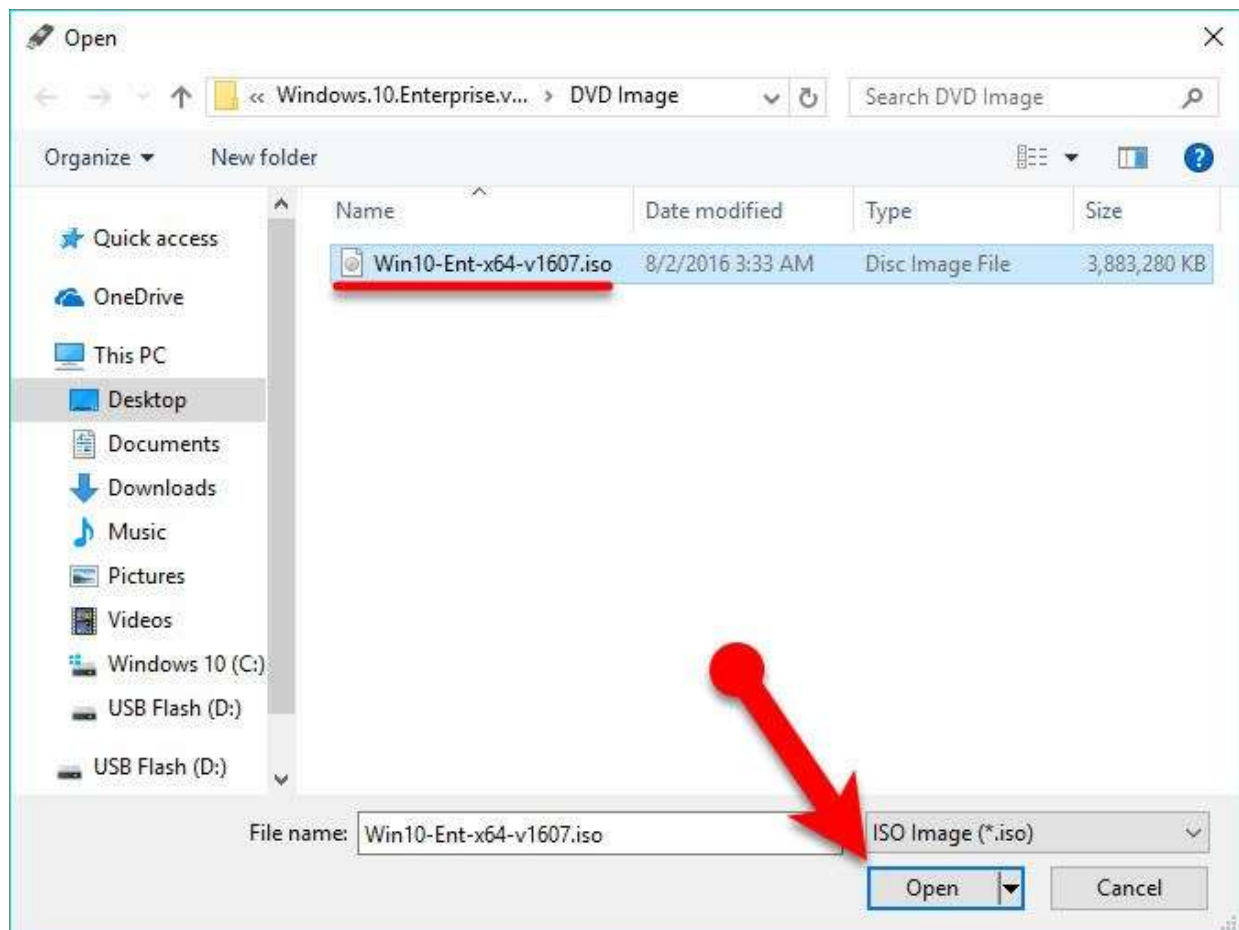 Open
« Windows.10.Enterprise.v... › DVD Image
Search DVD Image
Organize
New folder
Name Date modified Type Size
Win10-Ent-x64-v1607.iso 8/2/2016 3:33 AM Disc Image File 3,883,280 KB
Quick access
OneDrive
This PC
Desktop
Documents
Downloads
Music
Pictures
Videos
Windows 10 (C:)
USB Flash (D:)
USB Flash (D:)
File name: Win10-Ent-x64-v1607.iso
ISO Image (*.iso)
Open
Cancel